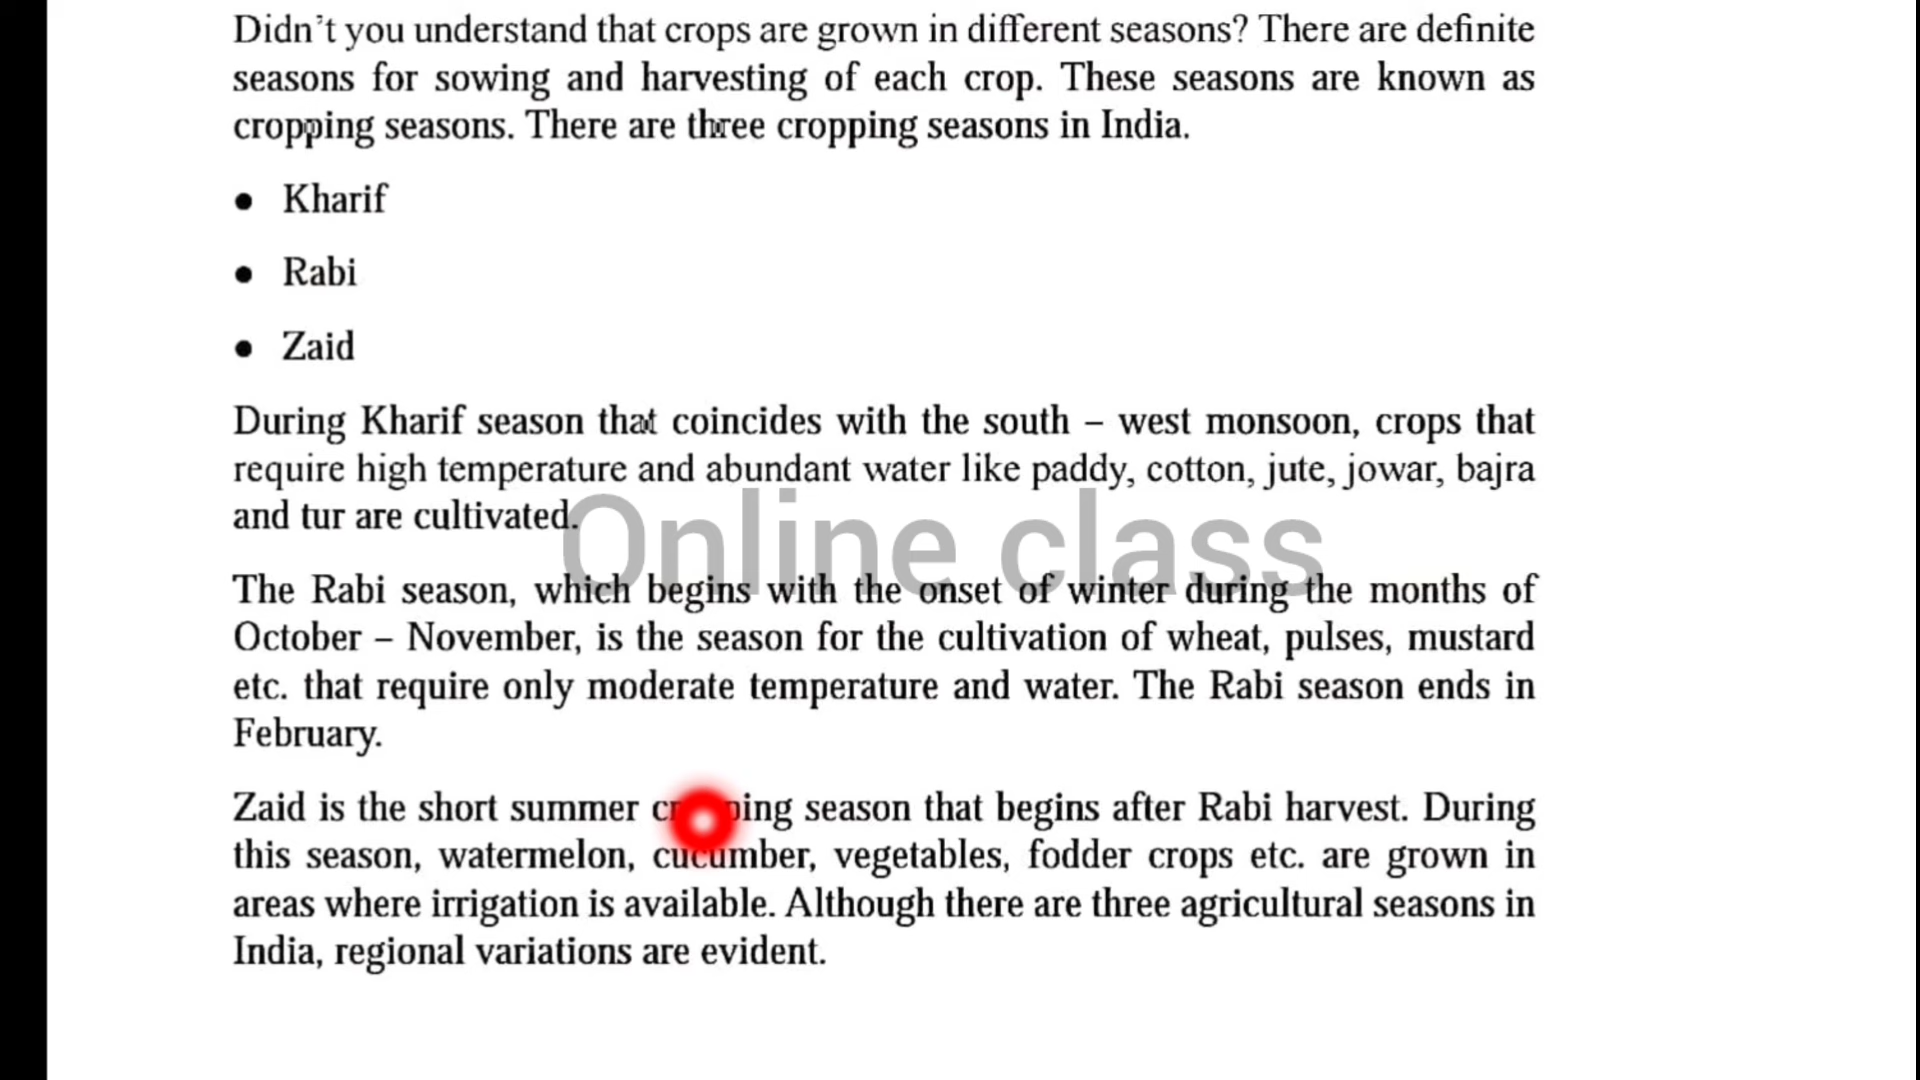 Didn’t you understand that crops are grown in different seasons? There are definite
seasons for sowing and harvesting of each crop. These seasons are known as
cropping seasons. There are three cropping seasons in India.
● Kharif
● Rabi
● Zaid
During Kharif season that coincides with the south – west monsoon, crops that
require high temperature and abundant water like paddy, cotton, jute, jowar, bajra
and tur are cultivated.
Online class
The Rabi season, which begins with the onset of winter during the months of
October – November, is the season for the cultivation of wheat, pulses, mustard
etc. that require only moderate temperature and water. The Rabi season ends in
February.
Zaid is the short summer cropping season that begins after Rabi harvest. During
this season, watermelon, cucumber, vegetables, fodder crops etc. are grown in
areas where irrigation is available. Although there are three agricultural seasons in
India, regional variations are evident.